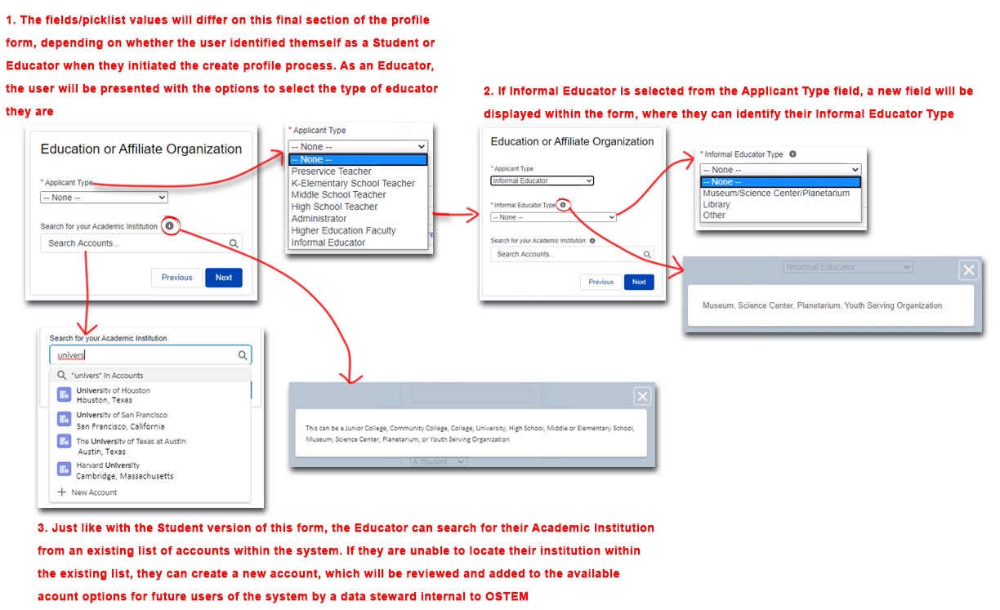 1. The fields/picklist values will differ on this final section of the profile
form, depending on whether the user identified themself as a Student or
Educator when they initiated the create profile process. As an Educator,
the user will be presented with the options to select the type of educator
they are
Education or Affiliate Organization
* Applicant Type
-- None --
Search for your Academic Institution
Search Accounts...
Previous
Next
* Applicant Type
-- None --
-- None --
Preservice Teacher
K-Elementary School Teacher
Middle School Teacher
High School Teacher
Administrator
Higher Education Faculty
Informal Educator
2. If Informal Educator is selected from the Applicant Type field, a new field will be
displayed within the form, where they can identify their Informal Educator Type
Education or Affiliate Organization
* Applicant Type
Informal Educator
* Informal Educator Type
-- None --
Search for your Academic Institution
Search Accounts...
Previous
Next
* Informal Educator Type
-- None --
-- None --
Museum/Science Center/Planetarium
Library
Other
Informal Educator
Museum, Science Center, Planetarium, Youth Serving Organization
Search for your Academic Institution
univers
"univers" in Accounts
University of Houston
Houston, Texas
University of San Francisco
San Francisco, California
The University of Texas at Austin
Austin, Texas
Harvard University
Cambridge, Massachusetts
New Account
This can be a Junior College, Community College, College, University, High School, Middle or Elementary School,
Museum, Science Center, Planetarium, or Youth Serving Organization
A Student
3. Just like with the Student version of this form, the Educator can search for their Academic Institution
from an existing list of accounts within the system. If they are unable to locate their institution within
the existing list, they can create a new account, which will be reviewed and added to the available
acount options for future users of the system by a data steward internal to OSTEM